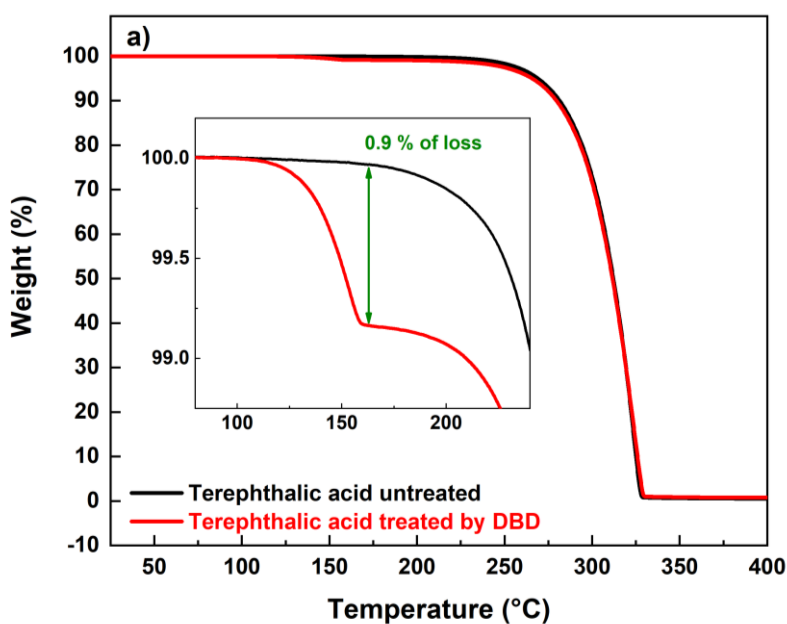 a)
100
90
80
70
60
50
40
30
20
10
0
-10
Weight (%)
0.9 % of loss
100.0
99.5
99.0
100 150 200
Terephthalic acid untreated
Terephthalic acid treated by DBD
50 100 150 200 250 300 350 400
Temperature (°C)